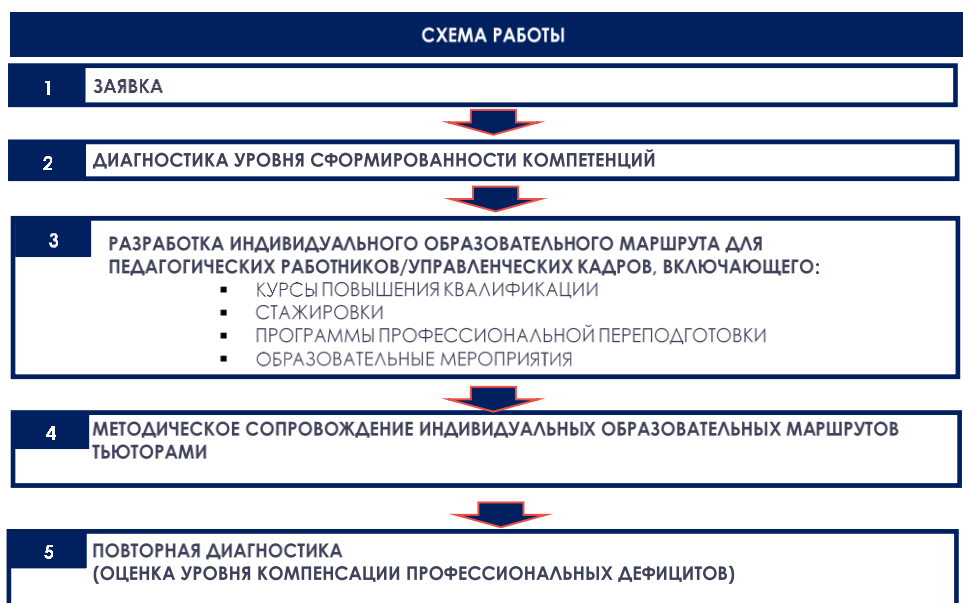 СХЕМА РАБОТЫ
1 ЗАЯВКА
2 ДИАГНОСТИКА УРОВНЯ СФОРМИРОВАННОСТИ КОМПЕТЕНЦИЙ
3 РАЗРАБОТКА ИНДИВИДУАЛЬНОГО ОБРАЗОВАТЕЛЬНОГО МАРШРУТА ДЛЯ
ПЕДАГОГИЧЕСКИХ РАБОТНИКОВ/УПРАВЛЕНЧЕСКИХ КАДРОВ, ВКЛЮЧАЮЩЕГО:
▪ КУРСЫ ПОВЫШЕНИЯ КВАЛИФИКАЦИИ
▪ СТАЖИРОВКИ
▪ ПРОГРАММЫ ПРОФЕССИОНАЛЬНОЙ ПЕРЕПОДГОТОВКИ
▪ ОБРАЗОВАТЕЛЬНЫЕ МЕРОПРИЯТИЯ
4 МЕТОДИЧЕСКОЕ СОПРОВОЖДЕНИЕ ИНДИВИДУАЛЬНЫХ ОБРАЗОВАТЕЛЬНЫХ МАРШРУТОВ
ТЬЮТОРАМИ
5 ПОВТОРНАЯ ДИАГНОСТИКА
(ОЦЕНКА УРОВНЯ КОМПЕНСАЦИИ ПРОФЕССИОНАЛЬНЫХ ДЕФИЦИТОВ)